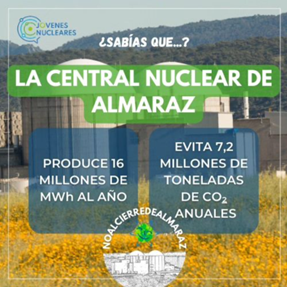 JOVENES
NUCLEARES
¿SABÍAS QUE...?
LA CENTRAL NUCLEAR DE
ALMARAZ
PRODUCE 16
MILLONES DE
MWh AL AÑO
EVITA 7,2
MILLONES DE
TONELADAS
DE CO₂
ANUALES
NOALCIERREDEALMARAZ